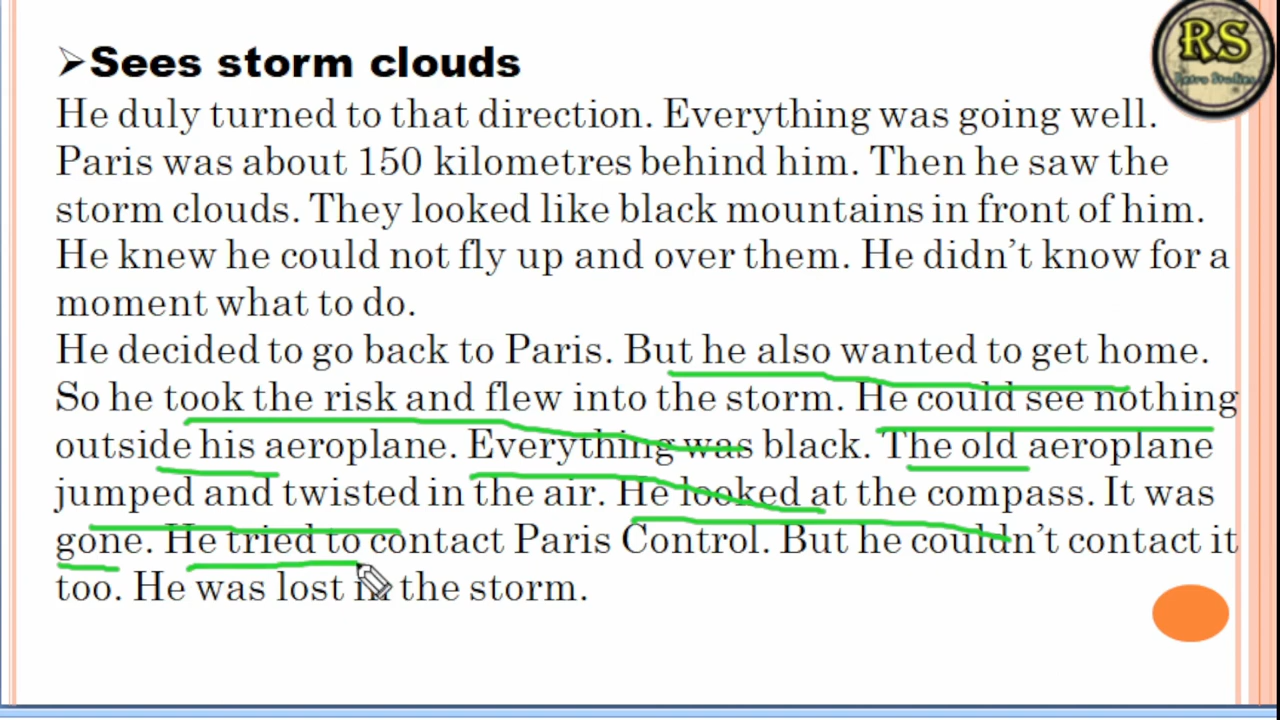 RS
Retro Studies
➢Sees storm clouds
He duly turned to that direction. Everything was going well.
Paris was about 150 kilometres behind him. Then he saw the
storm clouds. They looked like black mountains in front of him.
He knew he could not fly up and over them. He didn’t know for a
moment what to do.
He decided to go back to Paris. But he also wanted to get home.
So he took the risk and flew into the storm. He could see nothing
outside his aeroplane. Everything was black. The old aeroplane
jumped and twisted in the air. He looked at the compass. It was
gone. He tried to contact Paris Control. But he couldn’t contact it
too. He was lost in the storm.